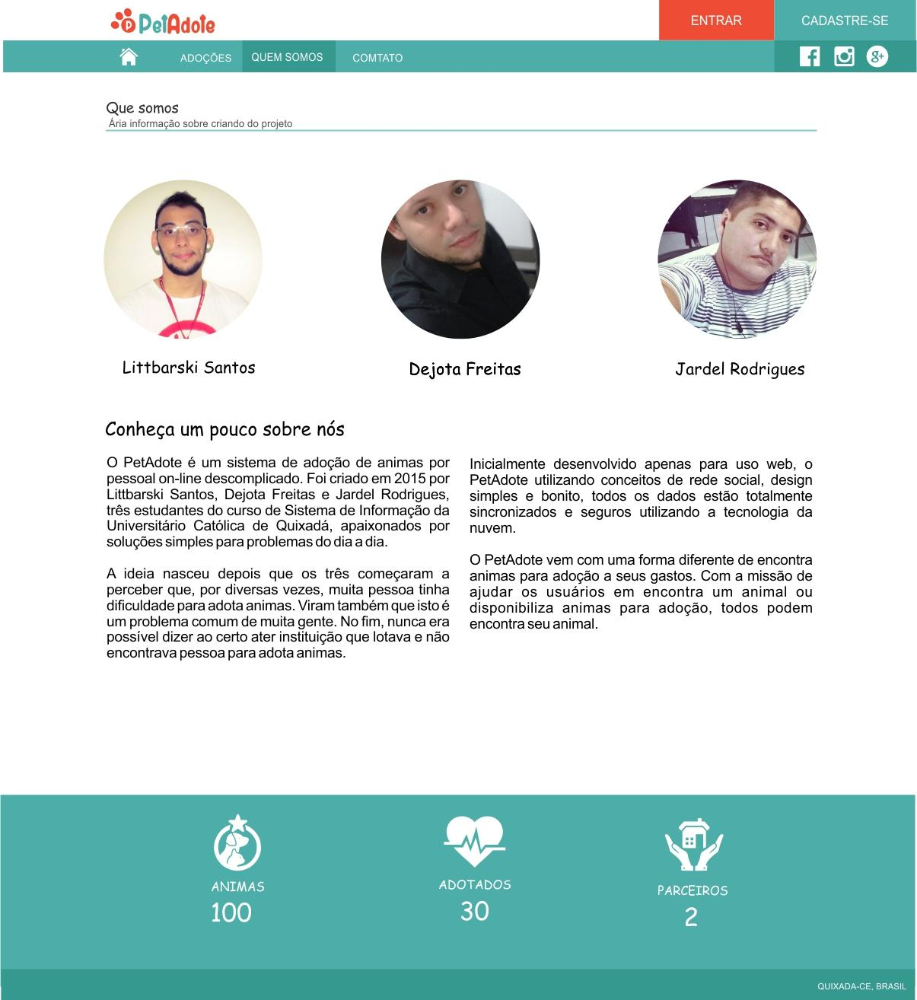 PetAdote
ENTRAR
CADASTRE-SE
ADOÇÕES
QUEM SOMOS
COMTATO
Que somos
Ária informação sobre criando do projeto
Littbarski Santos
Dejota Freitas
Jardel Rodrigues
Conheça um pouco sobre nós
O PetAdote é um sistema de adoção de animas por
pessoal on-line descomplicado. Foi criado em 2015 por
Littbarski Santos, Dejota Freitas e Jardel Rodrigues,
três estudantes do curso de Sistema de Informação da
Universitário Católica de Quixadá, apaixonados por
soluções simples para problemas do dia a dia.
A ideia nasceu depois que os três começaram a
perceber que, por diversas vezes, muita pessoa tinha
dificuldade para adota animas. Viram também que isto é
um problema comum de muita gente. No fim, nunca era
possível dizer ao certo ater instituição que lotava e não
encontrava pessoa para adota animas.
Inicialmente desenvolvido apenas para uso web, o
PetAdote utilizando conceitos de rede social, design
simples e bonito, todos os dados estão totalmente
sincronizados e seguros utilizando a tecnologia da
nuvem.
O PetAdote vem com uma forma diferente de encontra
animas para adoção a seus gastos. Com a missão de
ajudar os usuários em encontra um animal ou
disponibiliza animas para adoção, todos podem
encontra seu animal.
ANIMAS
100
ADOTADOS
30
PARCEIROS
2
QUIXADA-CE, BRASIL